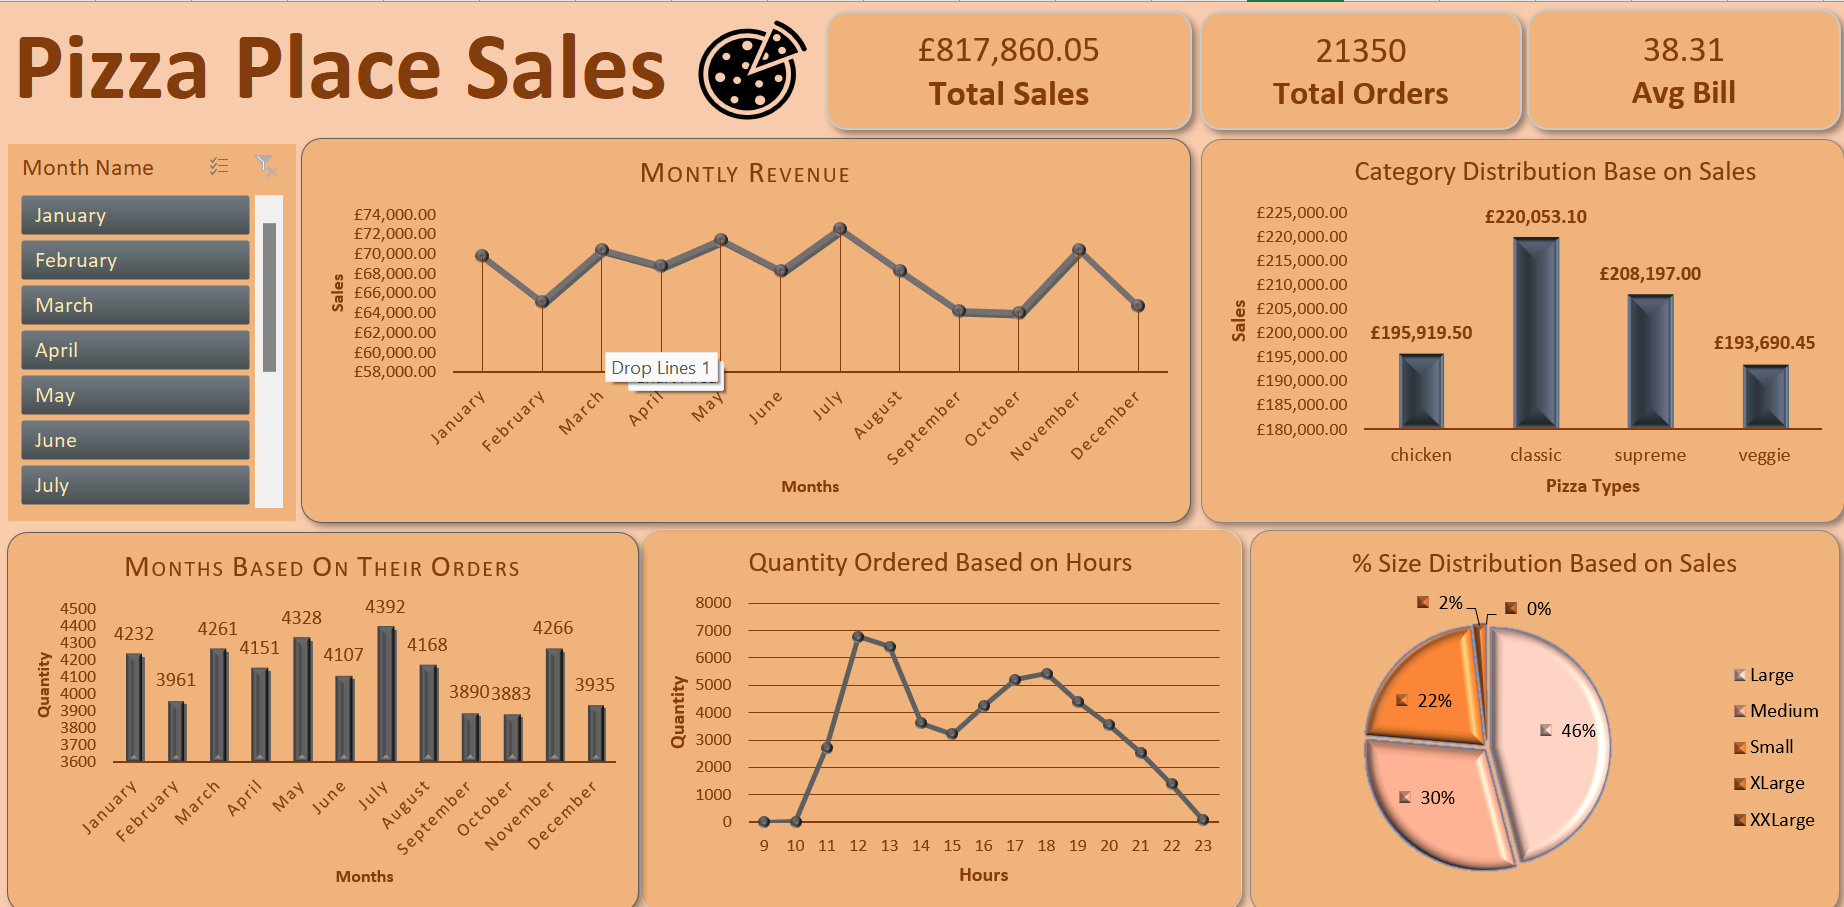 Pizza Place Sales
£817,860.05
Total Sales
21350
Total Orders
38.31
Avg Bill
Month Name
January
February
March
April
May
June
July
Montly Revenue
£74,000.00
£72,000.00
£70,000.00
£68,000.00
£66,000.00
£64,000.00
£62,000.00
£60,000.00
£58,000.00
Sales
Drop Lines 1
January
February
March
April
May
June
July
August
September
October
November
December
Months
Category Distribution Base on Sales
£225,000.00
£220,000.00
£215,000.00
£210,000.00
£205,000.00
£200,000.00
£195,000.00
£190,000.00
£185,000.00
£180,000.00
Sales
£195,919.50
£220,053.10
£208,197.00
£193,690.45
chicken
classic
supreme
veggie
Pizza Types
Months Based On Their Orders
4500
4400
4300
4200
4100
4000
3900
3800
3700
3600
Quantity
4232
3961
4261
4151
4328
4107
4392
4168
3890
3883
4266
3935
January
February
March
April
May
June
July
August
September
October
November
December
Months
Quantity Ordered Based on Hours
8000
7000
6000
5000
4000
3000
2000
1000
0
Quantity
9 10 11 12 13 14 15 16 17 18 19 20 21 22 23
Hours
% Size Distribution Based on Sales
2%
0%
22%
46%
30%
Large
Medium
Small
XLarge
XXLarge